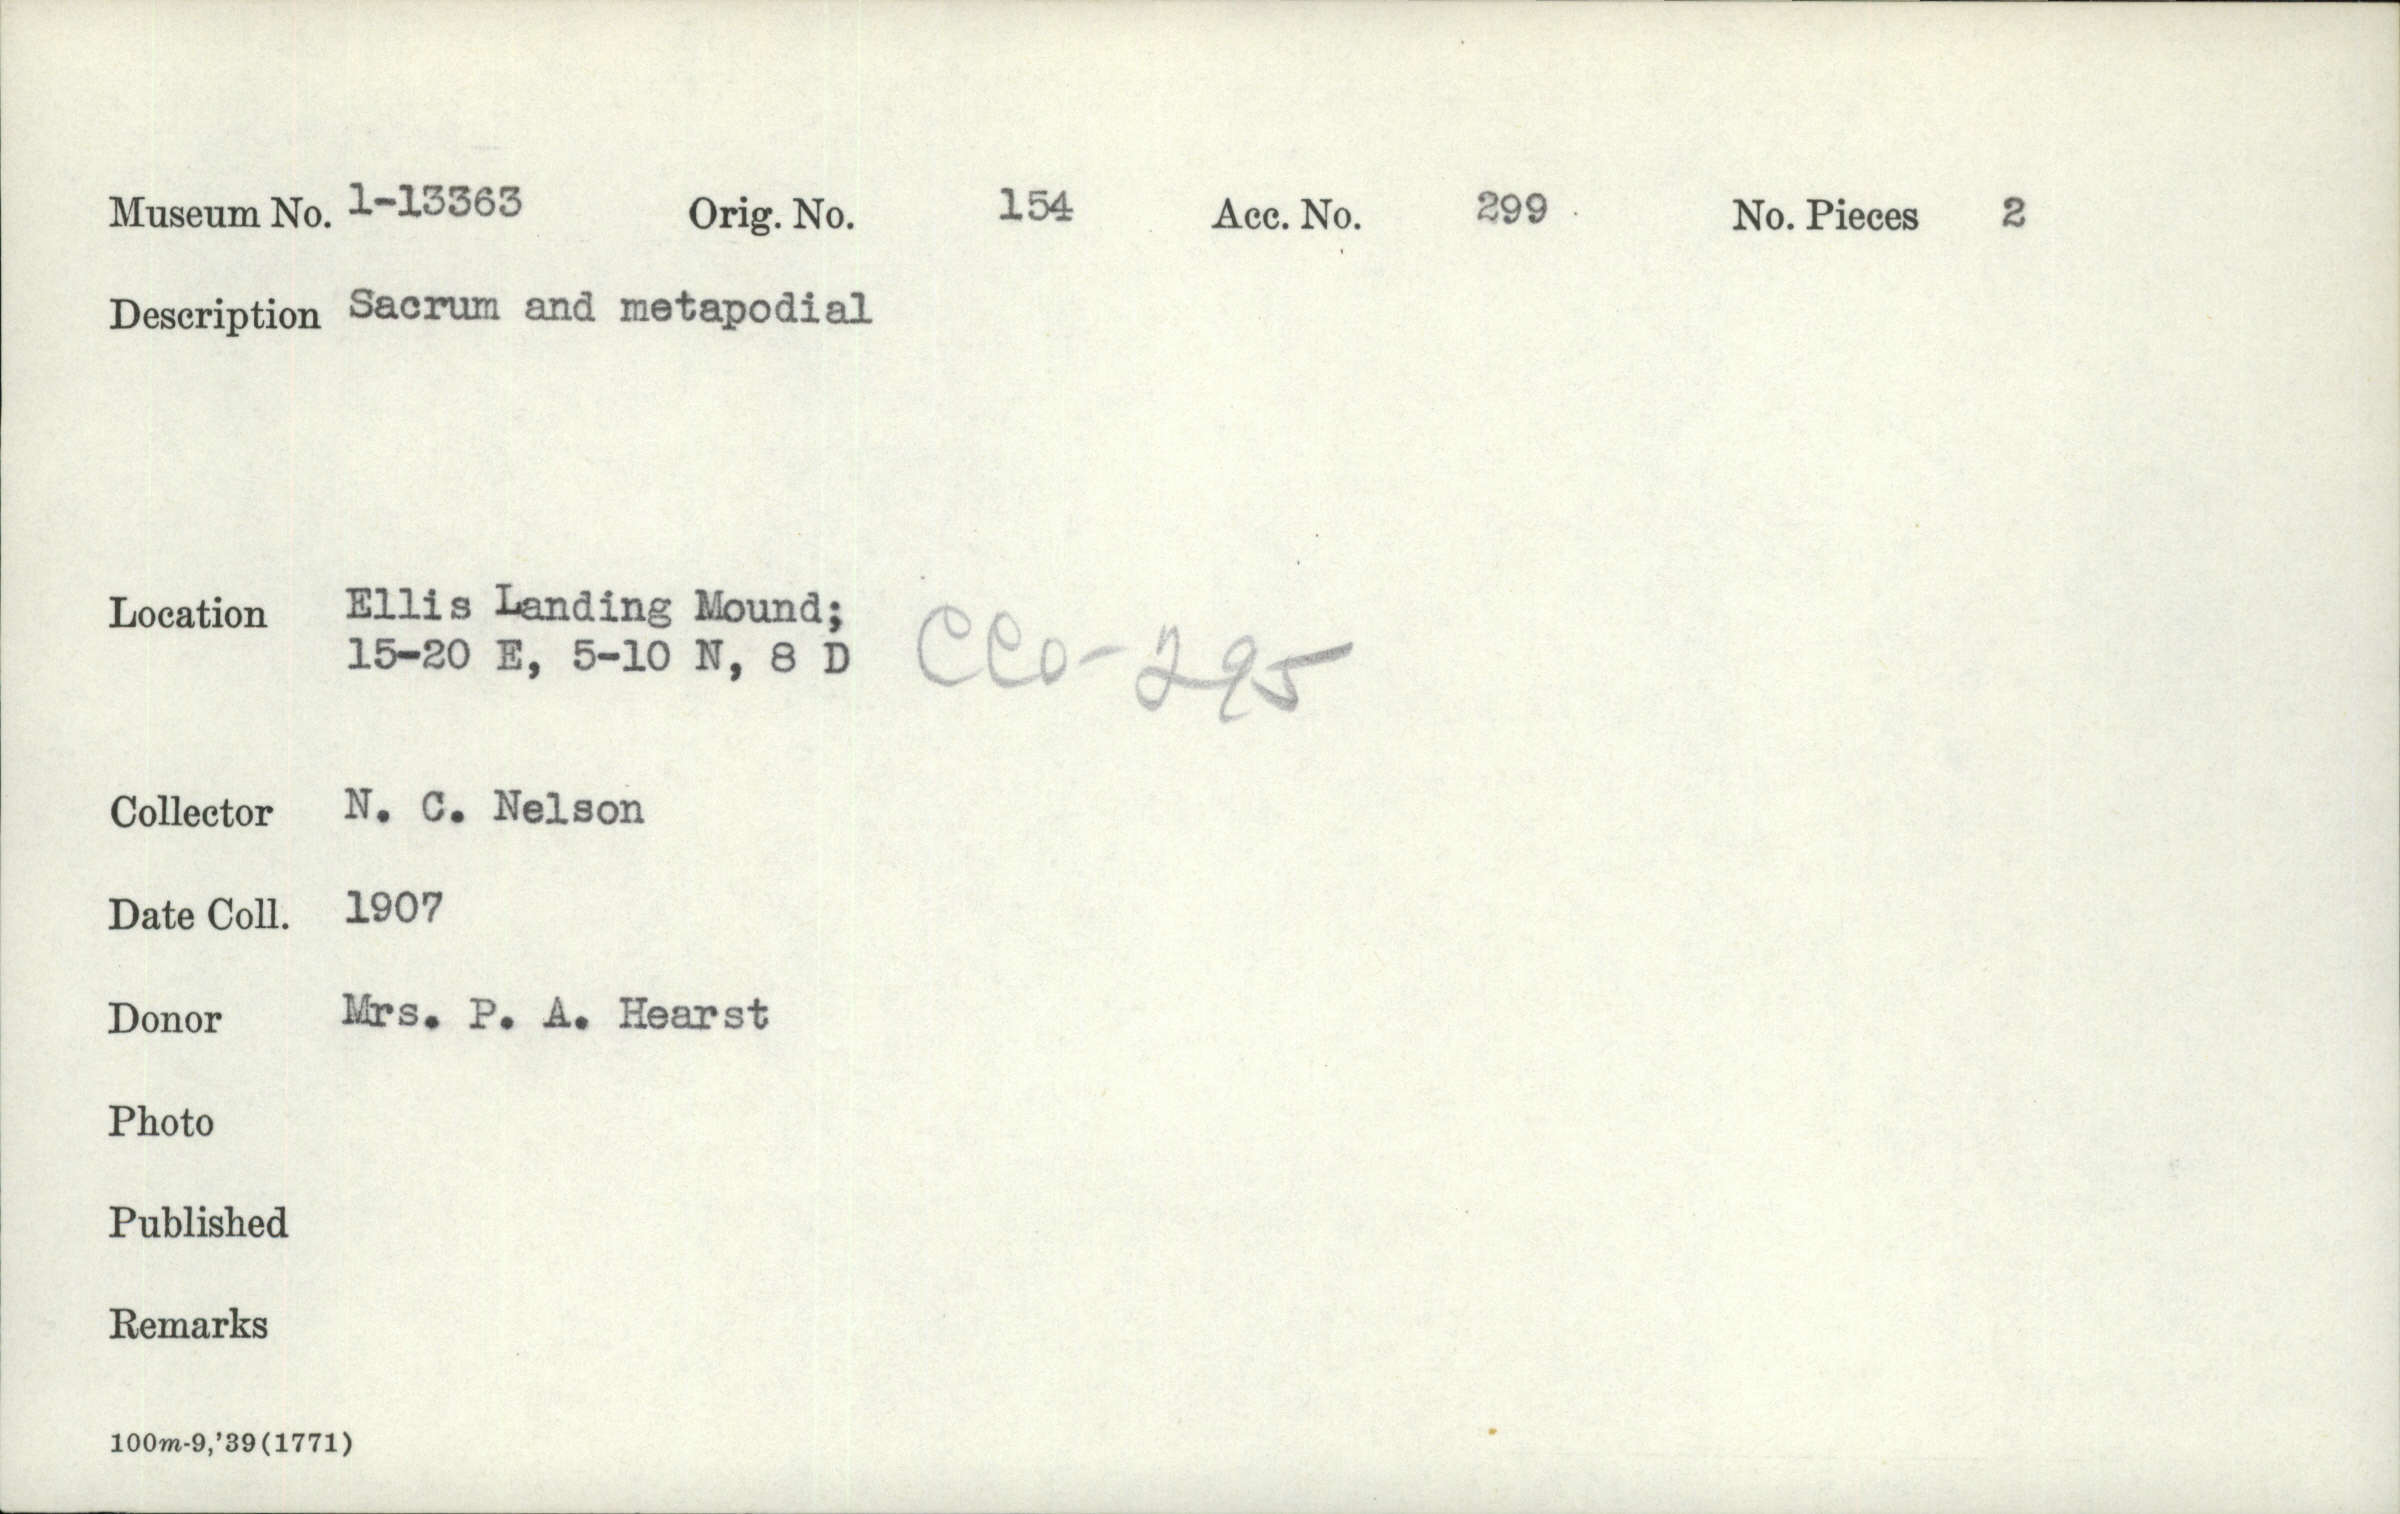 Museum No. 1-13363 Orig. No. 154 Acc. No. 299 No. Pieces 2
Description Sacrum and metapodial
Location Ellis Landing Mound;
15-20 E, 5-10 N, 8 D CCo-295
Collector N. C. Nelson
Date Coll. 1907
Donor Mrs. P. A. Hearst
Photo
Published
Remarks
100m-9,'39(1771)